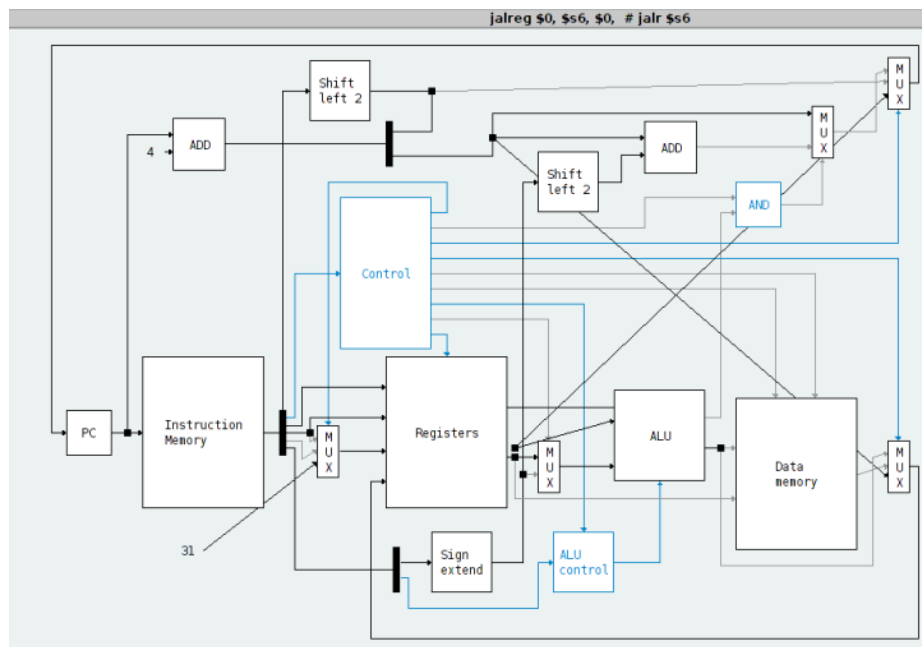 jalreg $0, $s6, $0, # jalr $s6
M
U
X
Shift
left 2
4
ADD
M
U
X
ADD
Shift
left 2
AND
Control
PC
Instruction
Memory
M
U
X
Registers
ALU
M
U
X
Data
memory
M
U
X
31
Sign
extend
ALU
control